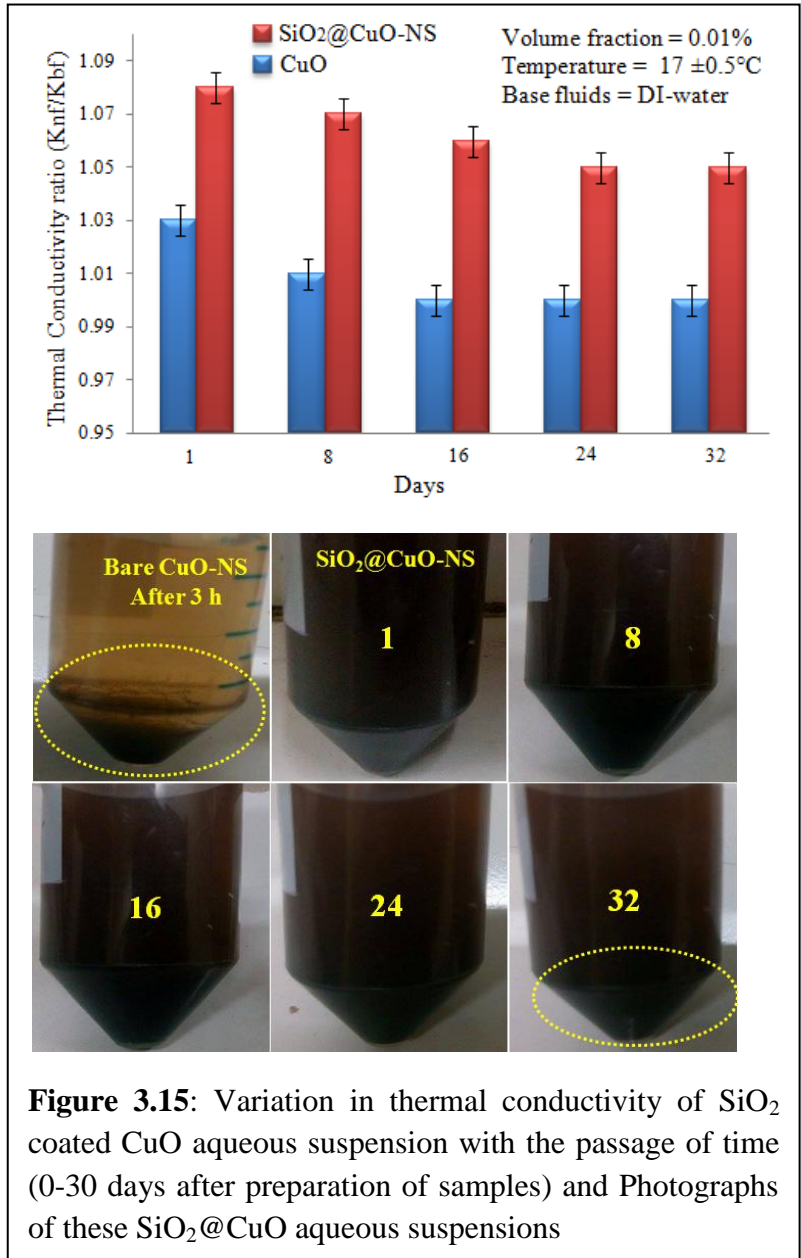 SiO2@CuO-NS
CuO
Volume fraction = 0.01%
Temperature = 17 ±0.5°C
Base fluids = DI-water
Thermal Conductivity ratio (Knf/Kbf)
1.09
1.07
1.05
1.03
1.01
0.99
0.97
0.95
1 8 16 24 32
Days
Bare CuO-NS
After 3 h
SiO₂@CuO-NS
1
8
16
24
32
Figure 3.15: Variation in thermal conductivity of SiO₂
coated CuO aqueous suspension with the passage of time
(0-30 days after preparation of samples) and Photographs
of these SiO₂@CuO aqueous suspensions